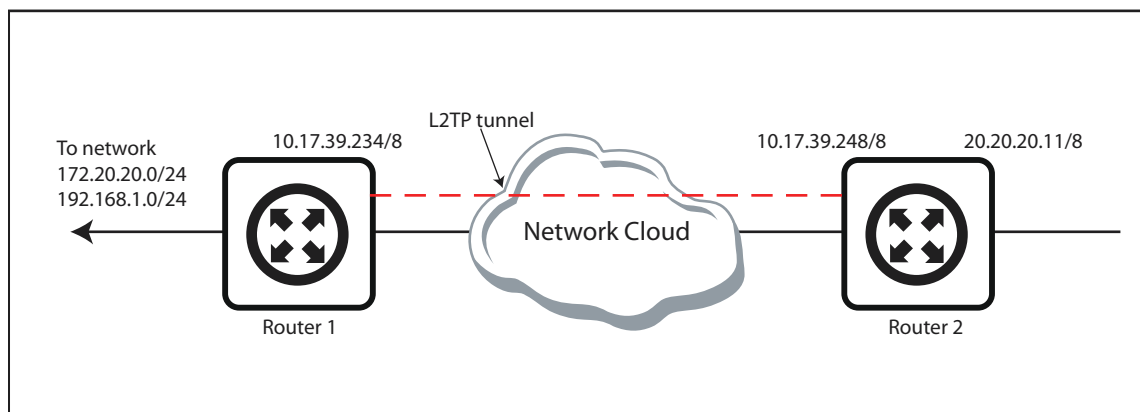 L2TP tunnel
10.17.39.234/8
10.17.39.248/8
20.20.20.11/8
To network
172.20.20.0/24
192.168.1.0/24
Network Cloud
Router 1
Router 2